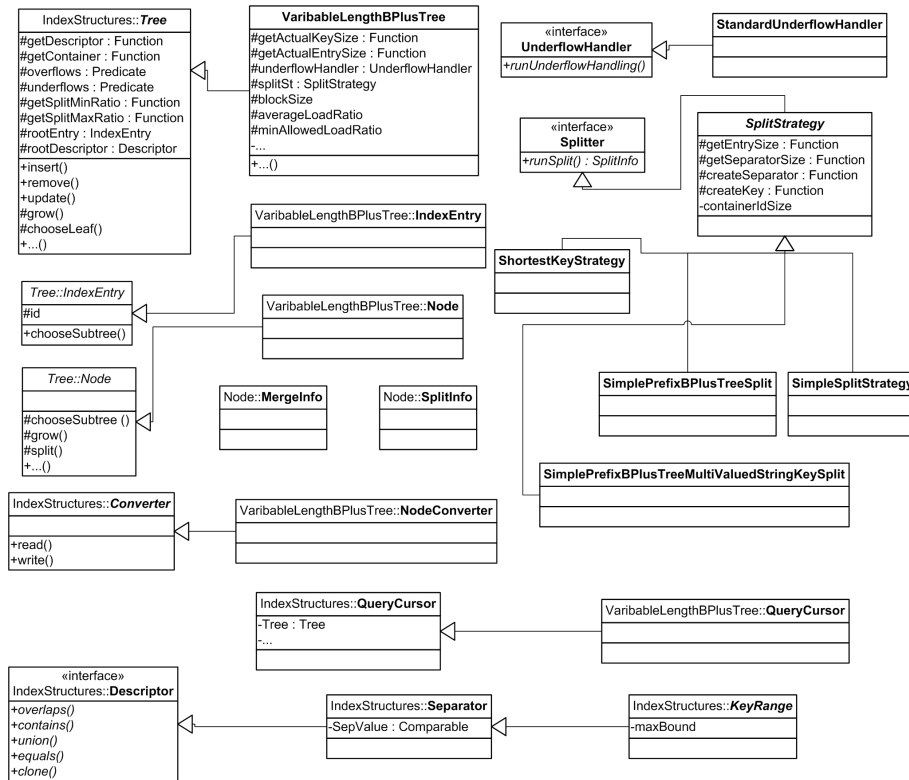 IndexStructures::Tree
#getDescriptor : Function
#getContainer : Function
#overflows : Predicate
#underflows : Predicate
#getSplitMinRatio : Function
#getSplitMaxRatio : Function
#rootEntry : IndexEntry
#rootDescriptor : Descriptor
+insert()
+remove()
+update()
#grow()
#chooseLeaf()
+...()
VaribableLengthBPlusTree
#getActualKeySize : Function
#getActualEntrySize : Function
#underflowHandler : UnderflowHandler
#splitSt : SplitStrategy
#blockSize
#averageLoadRatio
#minAllowedLoadRatio
-...
+...()
«interface»
UnderflowHandler
+runUnderflowHandling()
StandardUnderflowHandler
«interface»
Splitter
+runSplit() : SplitInfo
SplitStrategy
#getEntrySize : Function
#getSeparatorSize : Function
#createSeparator : Function
#createKey : Function
-containerIdSize
VaribableLengthBPlusTree::IndexEntry
ShortestKeyStrategy
Tree::IndexEntry
#id
+chooseSubtree()
VaribableLengthBPlusTree::Node
Tree::Node
#chooseSubtree ()
#grow()
#split()
+...()
Node::MergeInfo
Node::SplitInfo
SimplePrefixBPlusTreeSplit
SimpleSplitStrategy
SimplePrefixBPlusTreeMultiValuedStringKeySplit
IndexStructures::Converter
+read()
+write()
VaribableLengthBPlusTree::NodeConverter
IndexStructures::QueryCursor
-Tree : Tree
-...
VaribableLengthBPlusTree::QueryCursor
«interface»
IndexStructures::Descriptor
+overlaps()
+contains()
+union()
+equals()
+clone()
IndexStructures::Separator
-SepValue : Comparable
IndexStructures::KeyRange
-maxBound